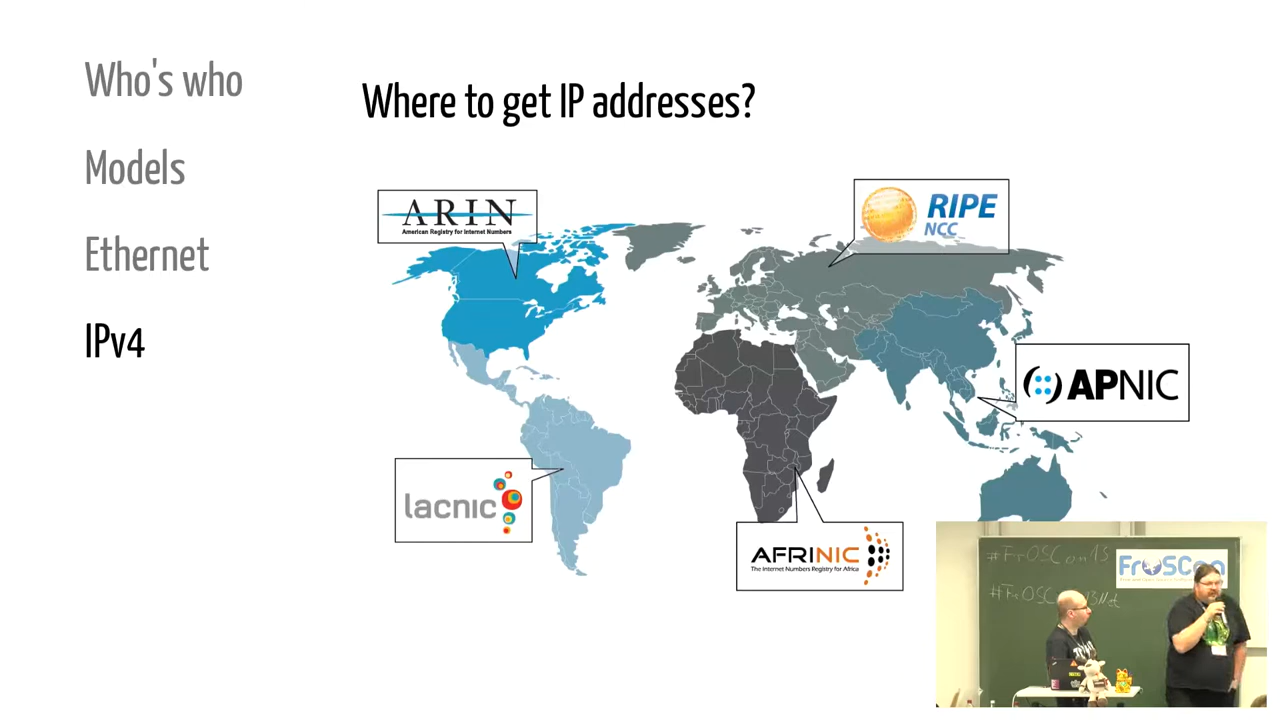 Who's who
Models
Ethernet
IPv4
Where to get IP addresses?
ARIN
American Registry for Internet Numbers
RIPE
NCC
APNIC
lacnic
AFRINIC
The Internet Numbers Registry for Africa
#FrOSCon13
FrOSCon